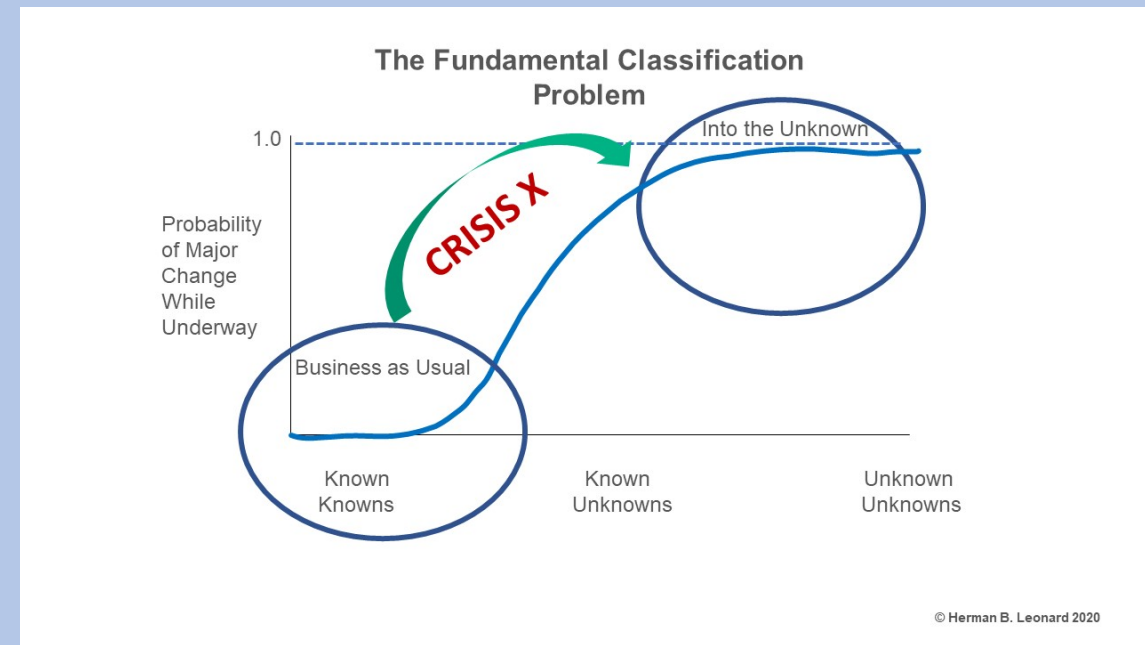 The Fundamental Classification
Problem
Into the Unknown
1.0
CRISIS X
Probability
of Major
Change
While
Underway
Business as Usual
Known
Knowns
Known
Unknowns
Unknown
Unknowns
© Herman B. Leonard 2020